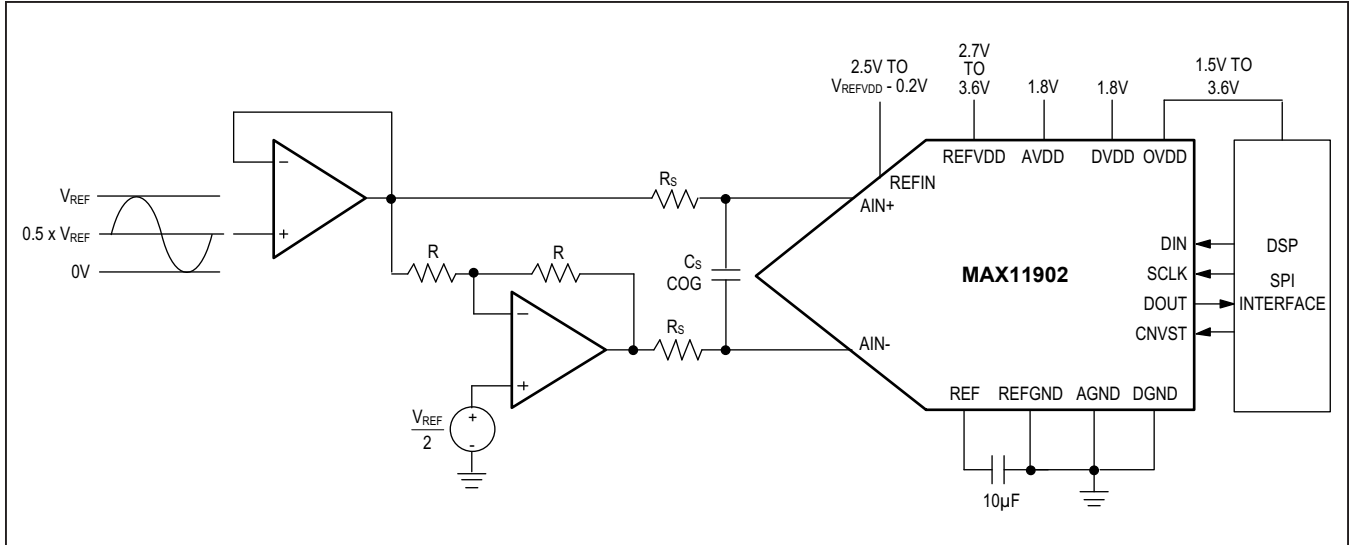 2.5V TO
VREFVDD - 0.2V
2.7V
TO
3.6V
1.8V
1.8V
1.5V TO
3.6V
REFVDD
AVDD
DVDD
OVDD
REFIN
AIN+
VREF
0.5 x VREF
0V
-
+
RS
R
R
CS
COG
-
+
RS
AIN-
VREF
2
+
-
MAX11902
DIN
SCLK
DOUT
CNVST
DSP
SPI
INTERFACE
REF
REFGND
AGND
DGND
10µF